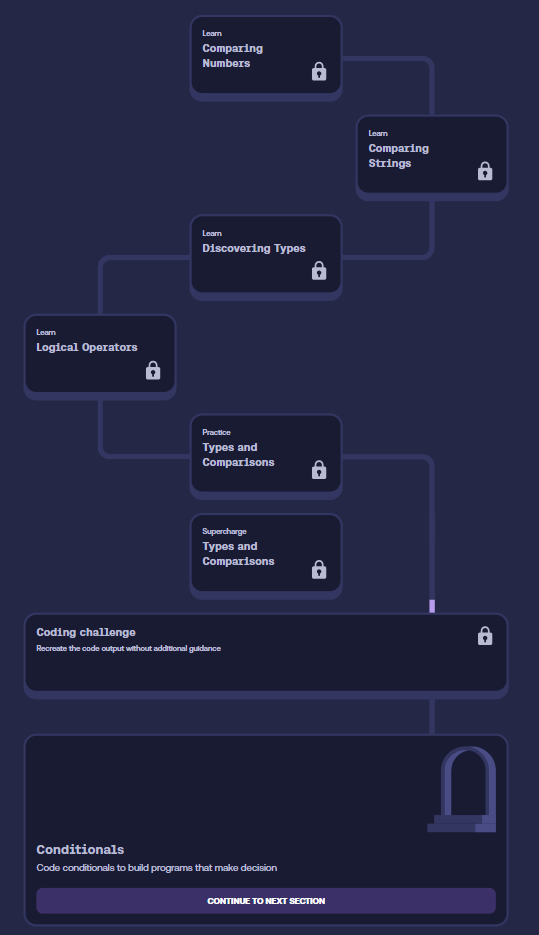 Learn
Comparing
Numbers
Learn
Comparing
Strings
Learn
Discovering Types
Learn
Logical Operators
Practice
Types and
Comparisons
Supercharge
Types and
Comparisons
Coding challenge
Recreate the code output without additional guidance
Conditionals
Code conditionals to build programs that make decision
CONTINUE TO NEXT SECTION